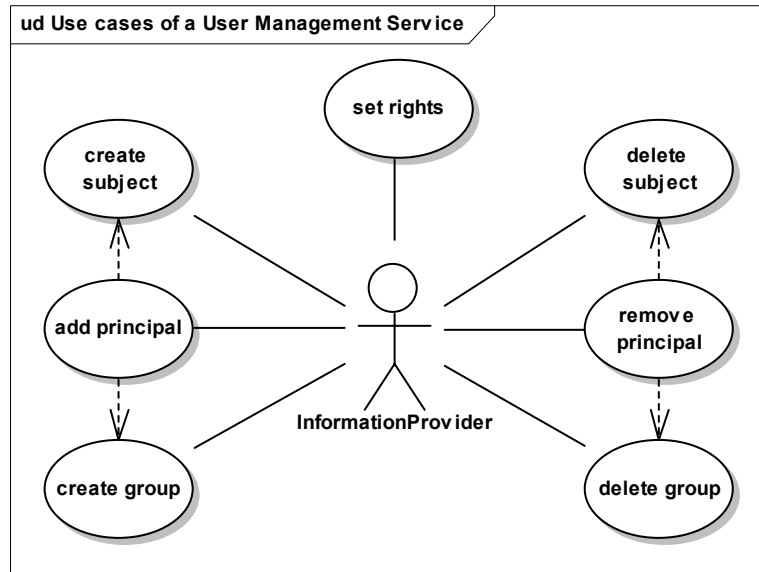 ud Use cases of a User Management Service
set rights
create
subject
delete
subject
add principal
remove
principal
InformationProvider
create group
delete group